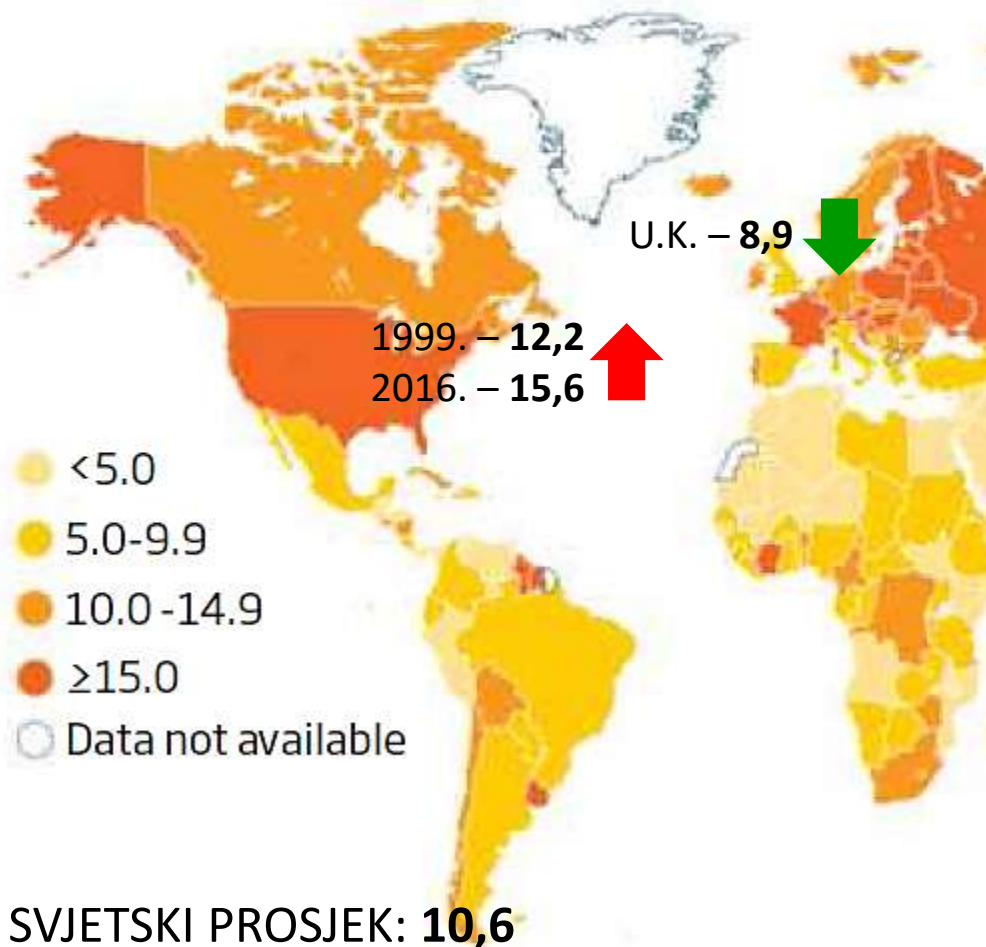 U.K. – 8,9
1999. – 12,2
2016. – 15,6
<5.0
5.0-9.9
10.0 -14.9
≥15.0
Data not available
SVJETSKI PROSJEK: 10,6